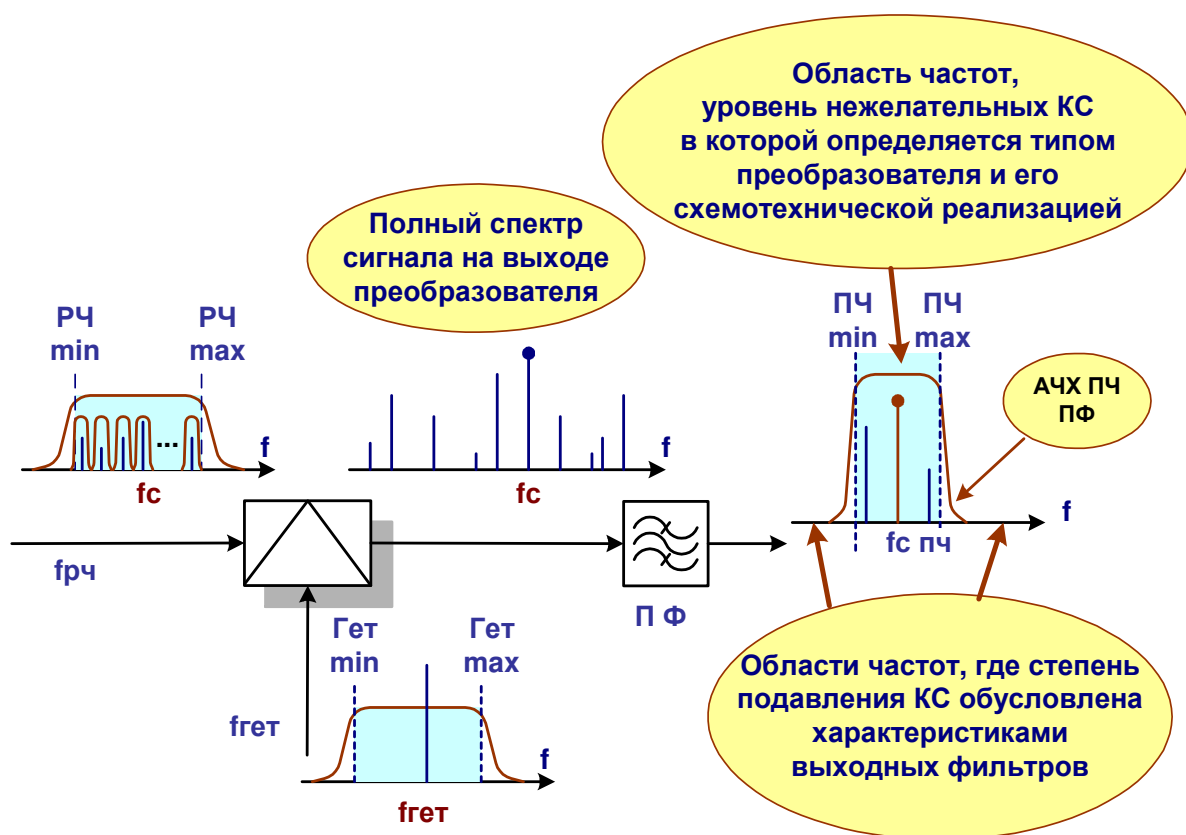 Область частот,
уровень нежелательных КС
в которой определяется типом
преобразователя и его
схемотехнической реализацией
Полный спектр
сигнала на выходе
преобразователя
РЧ
min
РЧ
max
...
f
fс
f
fс
ПЧ
min
ПЧ
max
АЧХ ПЧ
ПФ
f
fс пч
fрч
П Ф
Гет
min
Гет
max
fгет
f
fгет
Области частот, где степень
подавления КС обусловлена
характеристиками
выходных фильтров